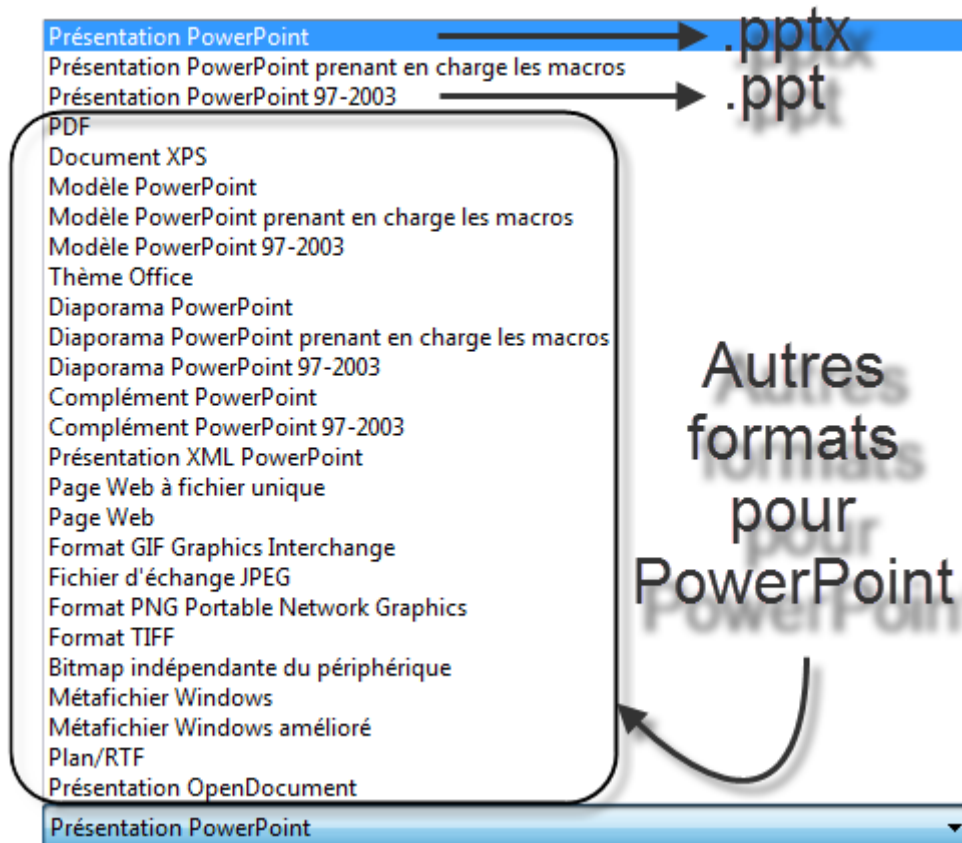 Présentation PowerPoint
.pptx
Présentation PowerPoint prenant en charge les macros
Présentation PowerPoint 97-2003
.ppt
PDF
Document XPS
Modèle PowerPoint
Modèle PowerPoint prenant en charge les macros
Modèle PowerPoint 97-2003
Thème Office
Diaporama PowerPoint
Diaporama PowerPoint prenant en charge les macros
Diaporama PowerPoint 97-2003
Complément PowerPoint
Complément PowerPoint 97-2003
Présentation XML PowerPoint
Page Web à fichier unique
Page Web
Format GIF Graphics Interchange
Fichier d'échange JPEG
Format PNG Portable Network Graphics
Format TIFF
Bitmap indépendante du périphérique
Métafichier Windows
Métafichier Windows amélioré
Plan/RTF
Présentation OpenDocument
Autres
formats
pour
PowerPoint
Présentation PowerPoint